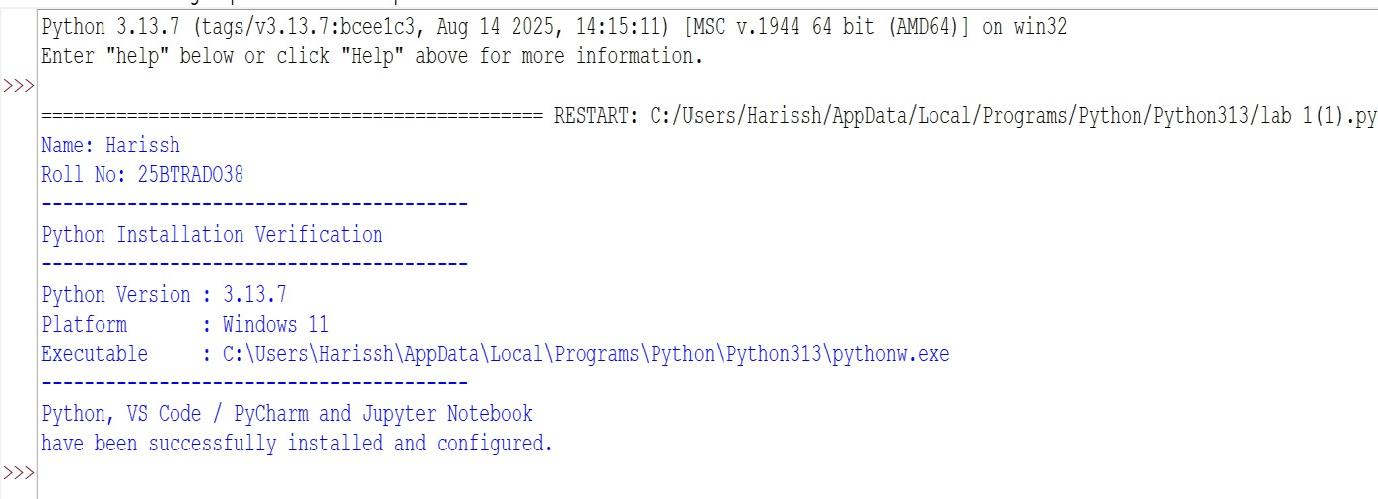 Python 3.13.7 (tags/v3.13.7:bcee1c3, Aug 14 2025, 14:15:11) [MSC v.1944 64 bit (AMD64)] on win32
Enter "help" below or click "Help" above for more information.
>>>
=============================================== RESTART: C:/Users/Harissh/AppData/Local/Programs/Python/Python313/lab 1(1).py
Name: Harissh
Roll No: 25BTRADO38
----------------------------------------
Python Installation Verification
----------------------------------------
Python Version : 3.13.7
Platform       : Windows 11
Executable     : C:\Users\Harissh\AppData\Local\Programs\Python\Python313\pythonw.exe
----------------------------------------
Python, VS Code / PyCharm and Jupyter Notebook
have been successfully installed and configured.
>>>